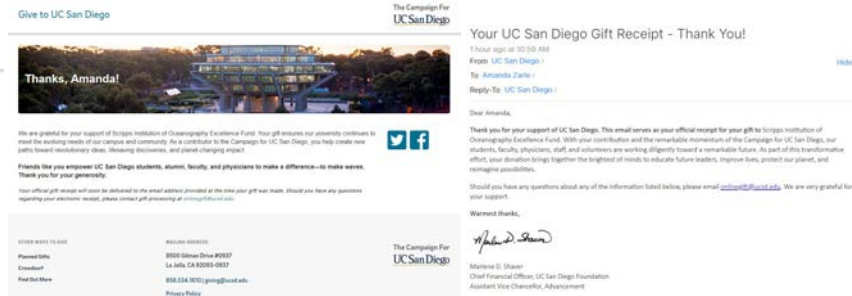 Give to UC San Diego
The Campaign For
UC San Diego
Thanks, Amanda!
We are grateful for your support of Scripps Institution of Oceanography Excellence Fund. Your gift ensures our university continues to
meet the evolving needs of our campus and community. As a contributor to the Campaign for UC San Diego, you help create new
paths toward revolutionary ideas, lifesaving discoveries, and planet-changing impact.
Friends like you empower UC San Diego students, alumni, faculty, and physicians to make a difference—to make waves.
Thank you for your generosity.
Your official gift receipt will soon be delivered to the email address provided at the time your gift was made. Should you have any questions
regarding your electronic receipt, please contact gift processing at onlinegift@ucsd.edu.
OTHER WAYS TO GIVE
Planned Gifts
Crowdsurf
Find Out More
MAILING ADDRESS:
9500 Gilman Drive #0937
La Jolla, CA 92093-0937
858.534.1610 | giving@ucsd.edu
Privacy Policy
The Campaign For
UC San Diego
Your UC San Diego Gift Receipt - Thank You!
1 hour ago at 10:59 AM
From UC San Diego
Hide
To Amanda Zarle
Reply-To UC San Diego
Dear Amanda,
Thank you for your support of UC San Diego. This email serves as your official receipt for your gift to Scripps Institution of
Oceanography Excellence Fund. With your contribution and the remarkable momentum of the Campaign for UC San Diego, our
students, faculty, physicians, staff, and volunteers are working diligently toward a remarkable future. As part of this transformative
effort, your donation brings together the brightest of minds to educate future leaders, improve lives, protect our planet, and
reimagine possibilities.
Should you have any questions about any of the information listed below, please email onlinegift@ucsd.edu. We are very grateful for
your support.
Warmest thanks,
Marlene D. Shaver
Marlene D. Shaver
Chief Financial Officer, UC San Diego Foundation
Assistant Vice Chancellor, Advancement